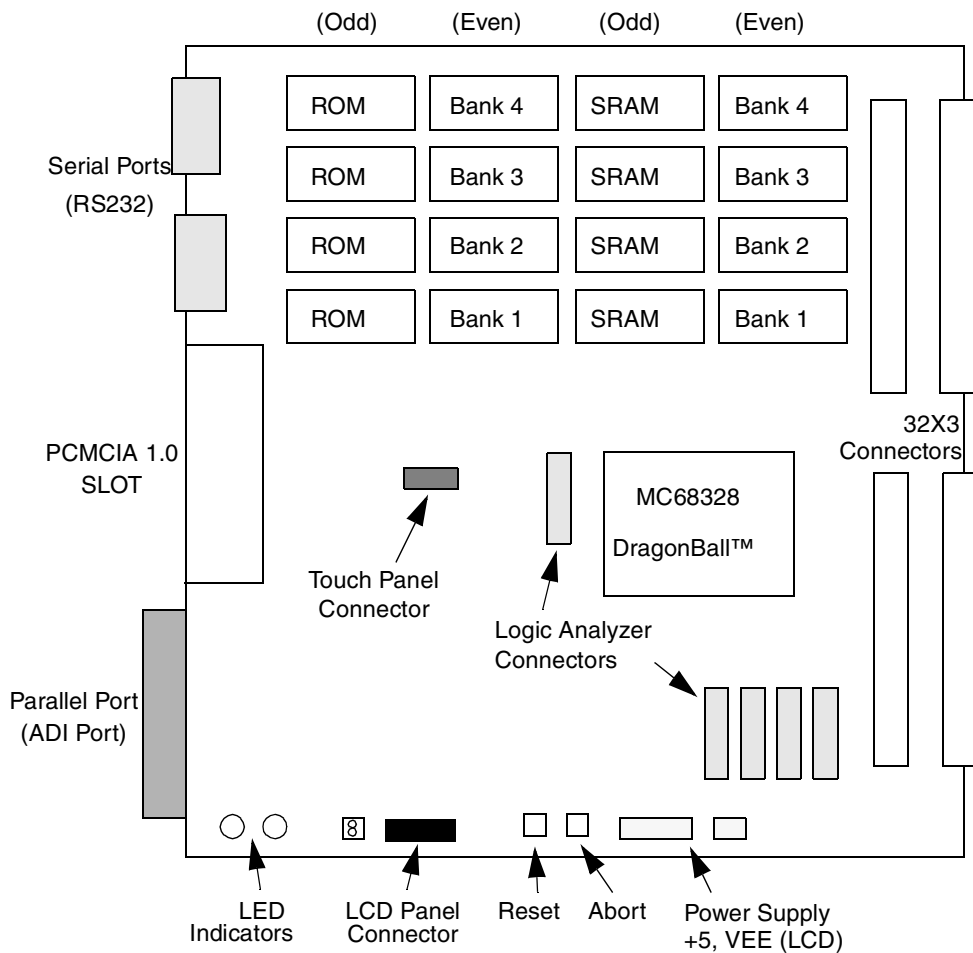 (Odd) (Even) (Odd) (Even)
ROM Bank 4 SRAM Bank 4
Serial Ports
(RS232)
ROM Bank 3 SRAM Bank 3
ROM Bank 2 SRAM Bank 2
ROM Bank 1 SRAM Bank 1
PCMCIA 1.0
SLOT
32X3
Connectors
MC68328
DragonBall™
Touch Panel
Connector
Logic Analyzer
Connectors
Parallel Port
(ADI Port)
8
LED
Indicators
LCD Panel
Connector
Reset
Abort
Power Supply
+5, VEE (LCD)